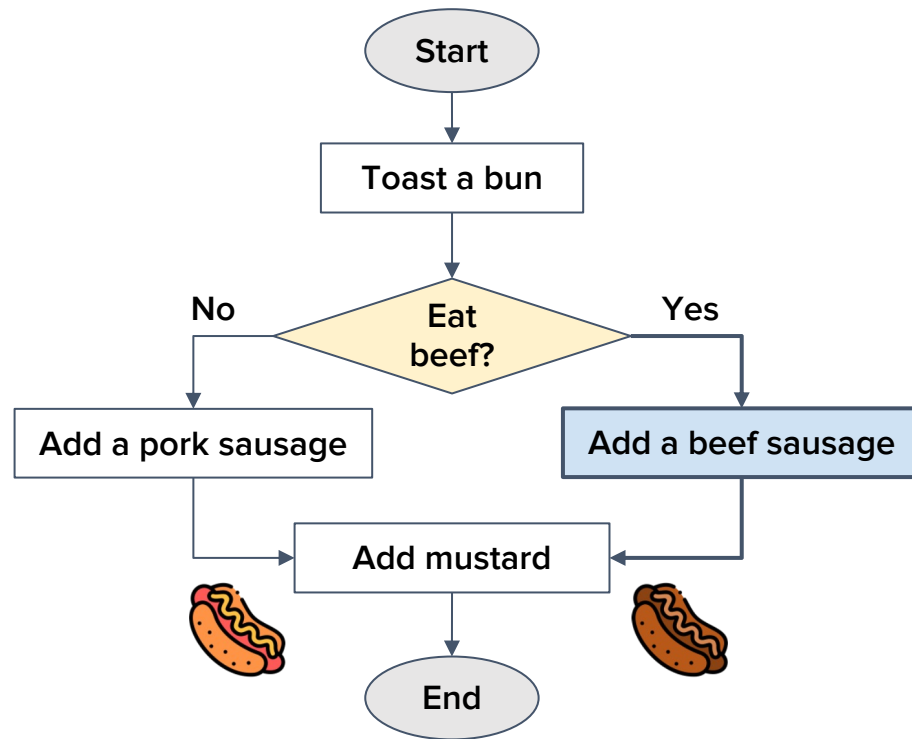 Start
Toast a bun
No
Yes
Eat
beef?
Add a pork sausage
Add a beef sausage
Add mustard
End